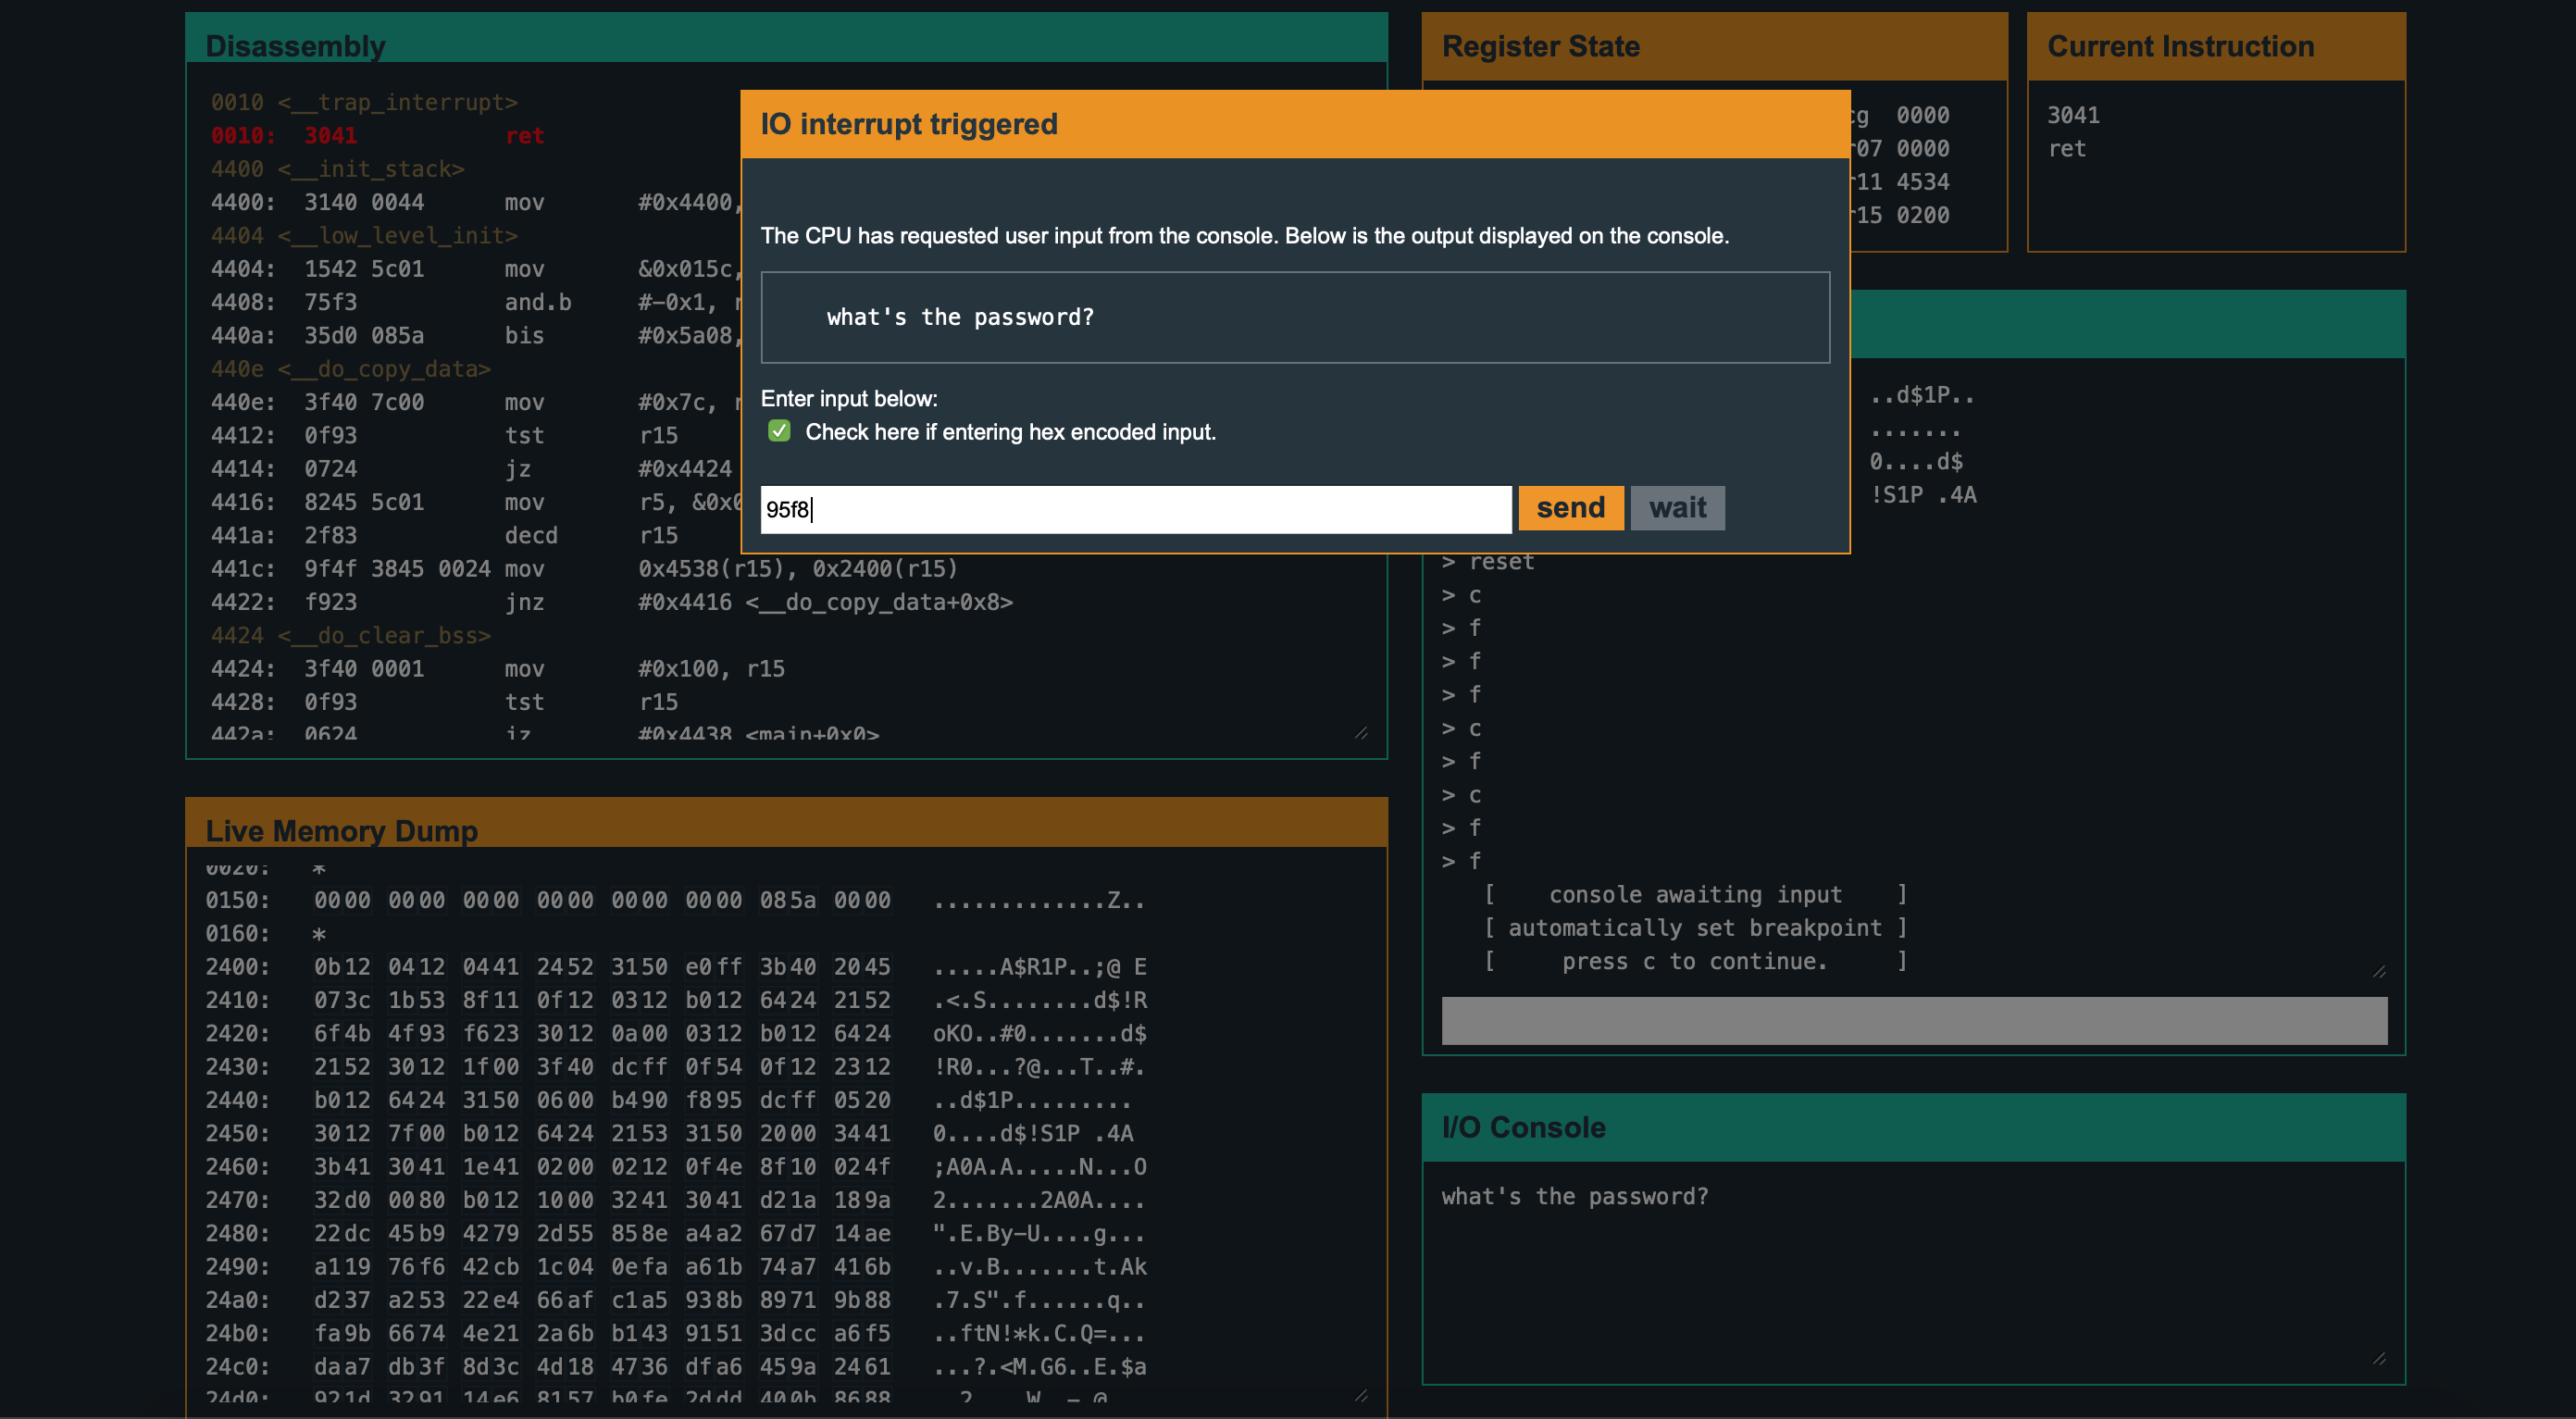 Disassembly
0010 <__trap_interrupt>
0010: 3041 ret
4400 <__init_stack>
4400: 3140 0044 mov #0x4400,
4404 <__low_level_init>
4404: 1542 5c01 mov &0x015c,
4408: 75f3 and.b #-0x1,
440a: 35d0 085a bis #0x5a08,
440e <__do_copy_data>
440e: 3f40 7c00 mov #0x7c,
4412: 0f93 tst r15
4414: 0724 jz #0x4424
4416: 8245 5c01 mov r5, &0x0
441a: 2f83 decd r15
441c: 9f4f 3845 0024 mov 0x4538(r15), 0x2400(r15)
4422: f923 jnz #0x4416 <__do_copy_data+0x8>
4424 <__do_clear_bss>
4424: 3f40 0001 mov #0x100, r15
4428: 0f93 tst r15
442a: 0624 jz #0x4438 <main+0x0>
IO interrupt triggered
The CPU has requested user input from the console. Below is the output displayed on the console.
what's the password?
Enter input below:
Check here if entering hex encoded input.
95f8
send
wait
Register State
cg 0000
r07 0000
r11 4534
r15 0200
Current Instruction
3041
ret
..d$1P..
.......
0....d$
!S1P .4A
> reset
> c
> f
> f
> f
> c
> f
> c
> f
> f
[ console awaiting input ]
[ automatically set breakpoint ]
[ press c to continue. ]
Live Memory Dump
0020: *
0150: 0000 0000 0000 0000 0000 0000 085a 0000 .............Z..
0160: *
2400: 0b12 0412 0441 2452 3150 e0ff 3b40 2045 .....A$R1P..;@ E
2410: 073c 1b53 8f11 0f12 0312 b012 6424 2152 .<.S........d$!R
2420: 6f4b 4f93 f623 3012 0a00 0312 b012 6424 oKO..#0.......d$
2430: 2152 3012 1f00 3f40 dcff 0f54 0f12 2312 !R0...?@...T..#.
2440: b012 6424 3150 0600 b490 f895 dcff 0520 ..d$1P.........
2450: 3012 7f00 b012 6424 2153 3150 2000 3441 0....d$!S1P .4A
2460: 3b41 3041 1e41 0200 0212 0f4e 8f10 024f ;A0A.A.....N...O
2470: 32d0 0080 b012 1000 3241 3041 d21a 189a 2.......2A0A....
2480: 22dc 45b9 4279 2d55 858e a4a2 67d7 14ae ".E.By-U....g...
2490: a119 76f6 42cb 1c04 0efa a61b 74a7 416b ..v.B.......t.Ak
24a0: d237 a253 22e4 66af c1a5 938b 8971 9b88 .7.S".f......q..
24b0: fa9b 6674 4e21 2a6b b143 9151 3dcc a6f5 ..ftN!*k.C.Q=...
24c0: daa7 db3f 8d3c 4d18 4736 dfa6 459a 2461 ...?.<M.G6..E.$a
24d0: 921d 3291 14e6 8157 b0fe 2ddd 400b 8688 ..2....W..-.@...
I/O Console
what's the password?